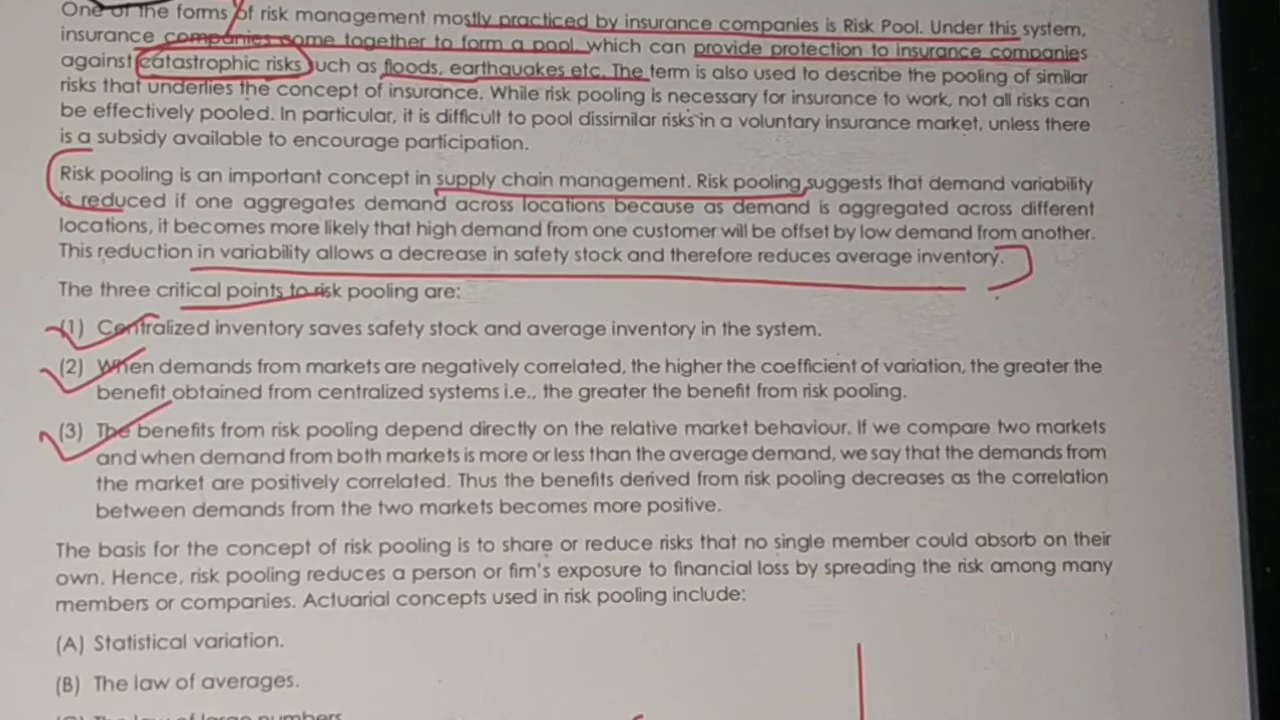 One of the forms of risk management mostly practiced by insurance companies is Risk Pool. Under this system,
insurance companies come together to form a pool, which can provide protection to insurance companies
against catastrophic risks such as floods, earthquakes etc. The term is also used to describe the pooling of similar
risks that underlies the concept of insurance. While risk pooling is necessary for insurance to work, not all risks can
be effectively pooled. In particular, it is difficult to pool dissimilar risks in a voluntary insurance market, unless there
is a subsidy available to encourage participation.
Risk pooling is an important concept in supply chain management. Risk pooling suggests that demand variability
is reduced if one aggregates demand across locations because as demand is aggregated across different
locations, it becomes more likely that high demand from one customer will be offset by low demand from another.
This reduction in variability allows a decrease in safety stock and therefore reduces average inventory.
The three critical points to risk pooling are:
(1) Centralized inventory saves safety stock and average inventory in the system.
(2) When demands from markets are negatively correlated, the higher the coefficient of variation, the greater the
benefit obtained from centralized systems i.e., the greater the benefit from risk pooling.
(3) The benefits from risk pooling depend directly on the relative market behaviour. If we compare two markets
and when demand from both markets is more or less than the average demand, we say that the demands from
the market are positively correlated. Thus the benefits derived from risk pooling decreases as the correlation
between demands from the two markets becomes more positive.
The basis for the concept of risk pooling is to share or reduce risks that no single member could absorb on their
own. Hence, risk pooling reduces a person or fim's exposure to financial loss by spreading the risk among many
members or companies. Actuarial concepts used in risk pooling include:
(A) Statistical variation.
(B) The law of averages.
(C) The law of large numbers